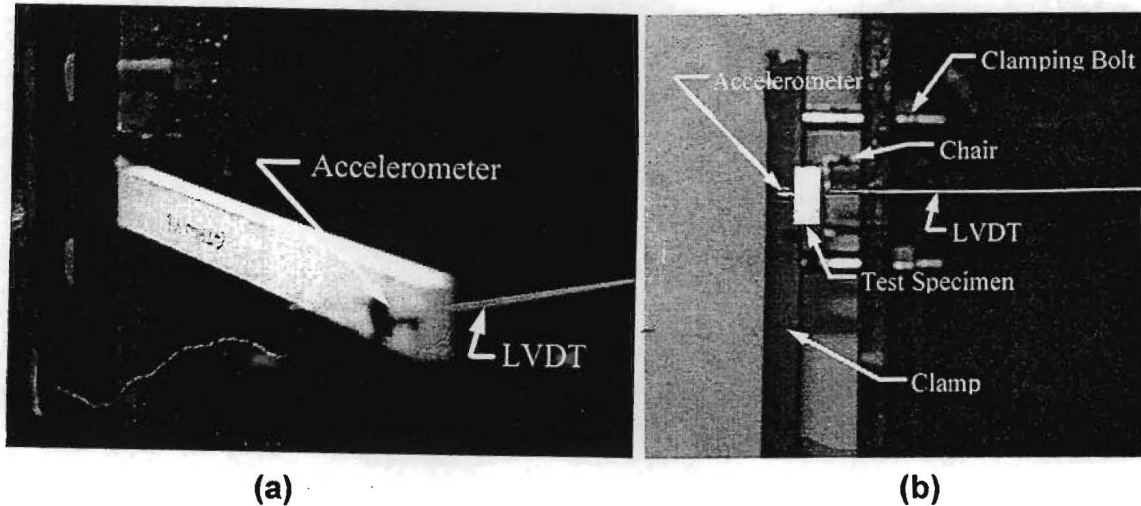 Accelerometer
LVDT
(a)
Accelerometer
Clamping Bolt
Chair
LVDT
Test Specimen
Clamp
(b)